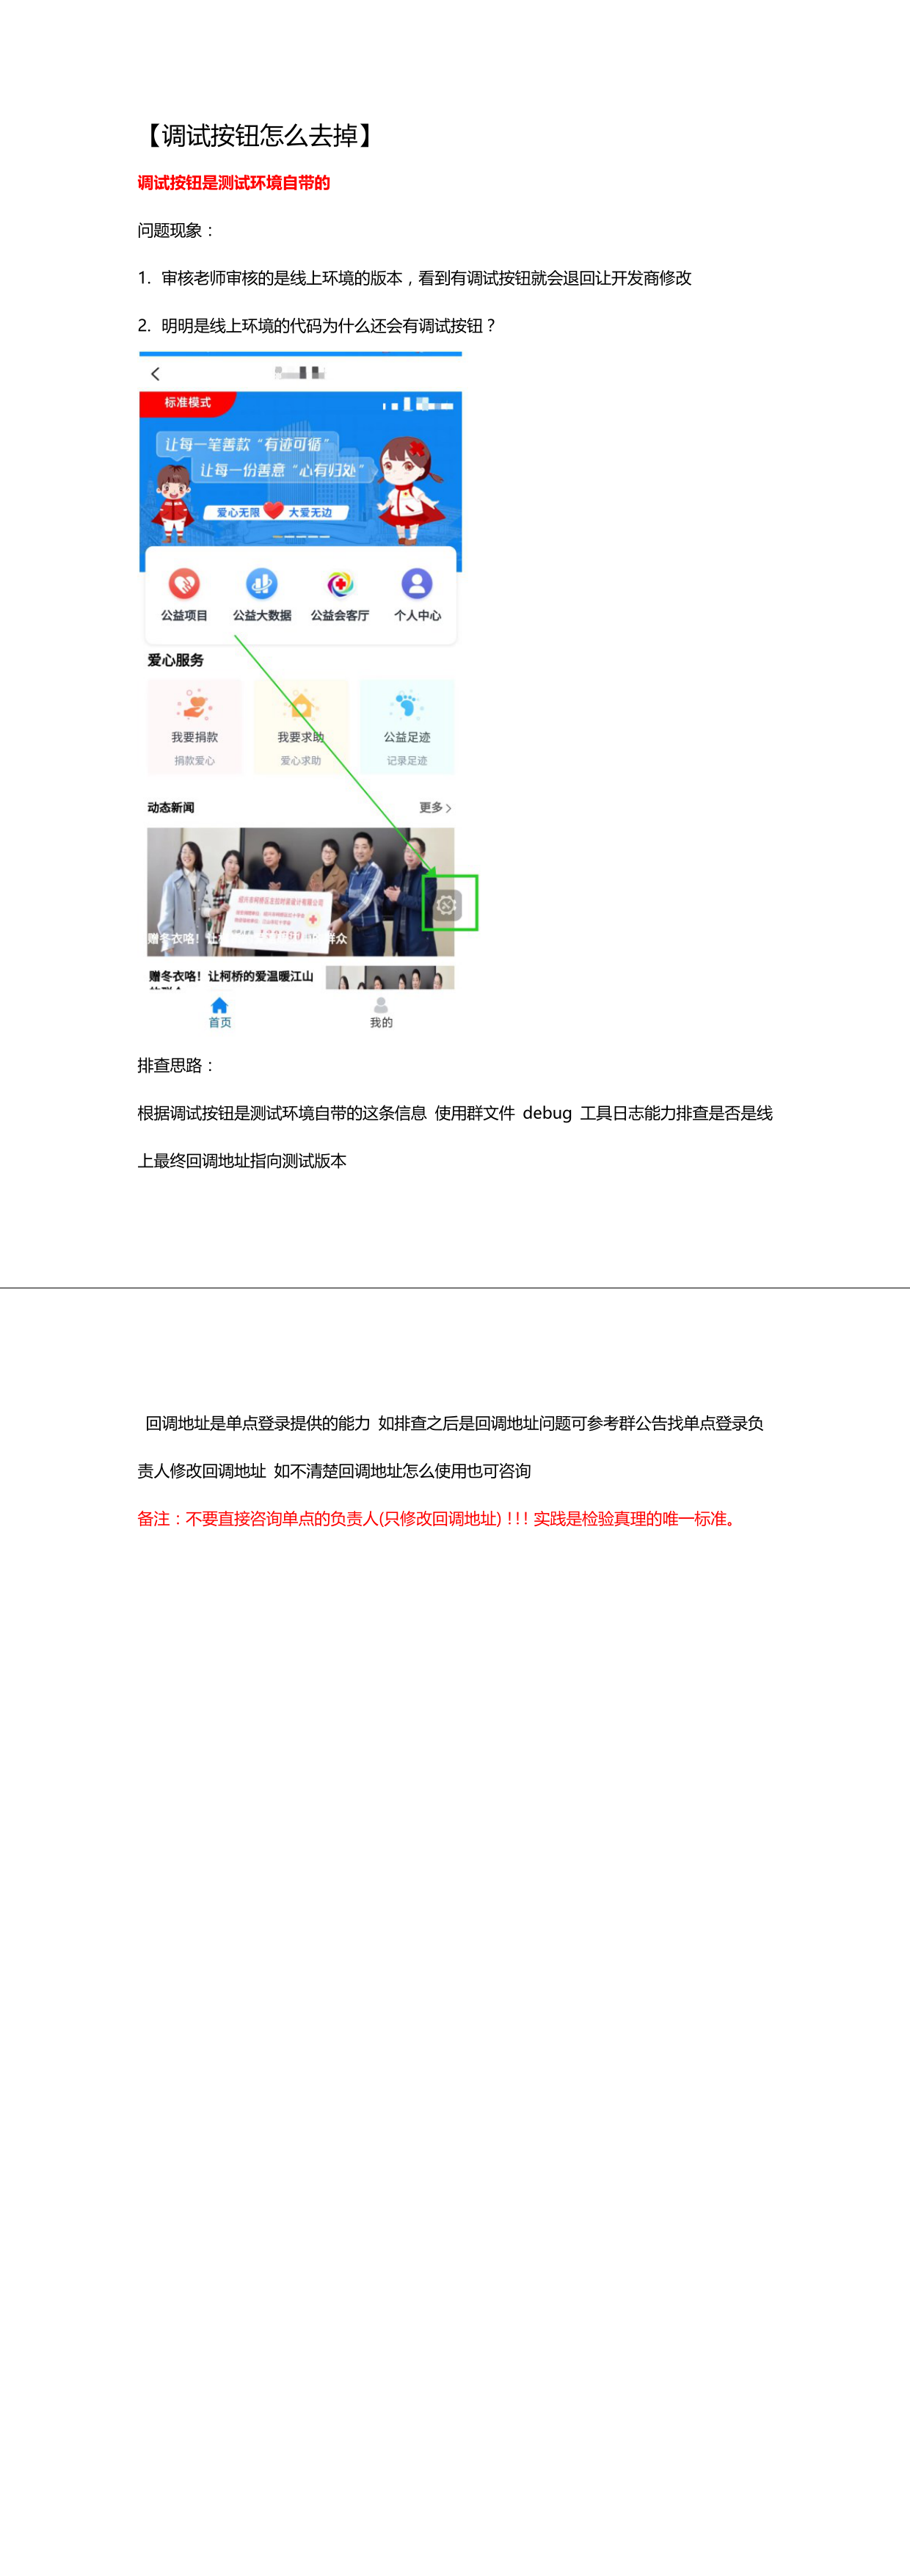 【调试按钮怎么去掉】
调试按钮是测试环境自带的
问题现象：
1. 审核老师审核的是线上环境的版本，看到有调试按钮就会退回让开发商修改
2. 明明是线上环境的代码为什么还会有调试按钮？
标准模式
让每一笔善款“有迹可循”
让每一份善意“心有归处”
爱心无限 大爱无边
公益项目 公益大数据 公益会客厅 个人中心
爱心服务
我要捐款 我要求助 公益足迹
捐款爱心 爱心求助 记录足迹
动态新闻 更多
赠冬衣咯！让 群众
赠冬衣咯！让柯桥的爱温暖江山
首页 我的
排查思路：
根据调试按钮是测试环境自带的这条信息 使用群文件 debug 工具日志能力排查是否是线
上最终回调地址指向测试版本
回调地址是单点登录提供的能力 如排查之后是回调地址问题可参考群公告找单点登录负
责人修改回调地址 如不清楚回调地址怎么使用也可咨询
备注：不要直接咨询单点的负责人(只修改回调地址)！！！实践是检验真理的唯一标准。